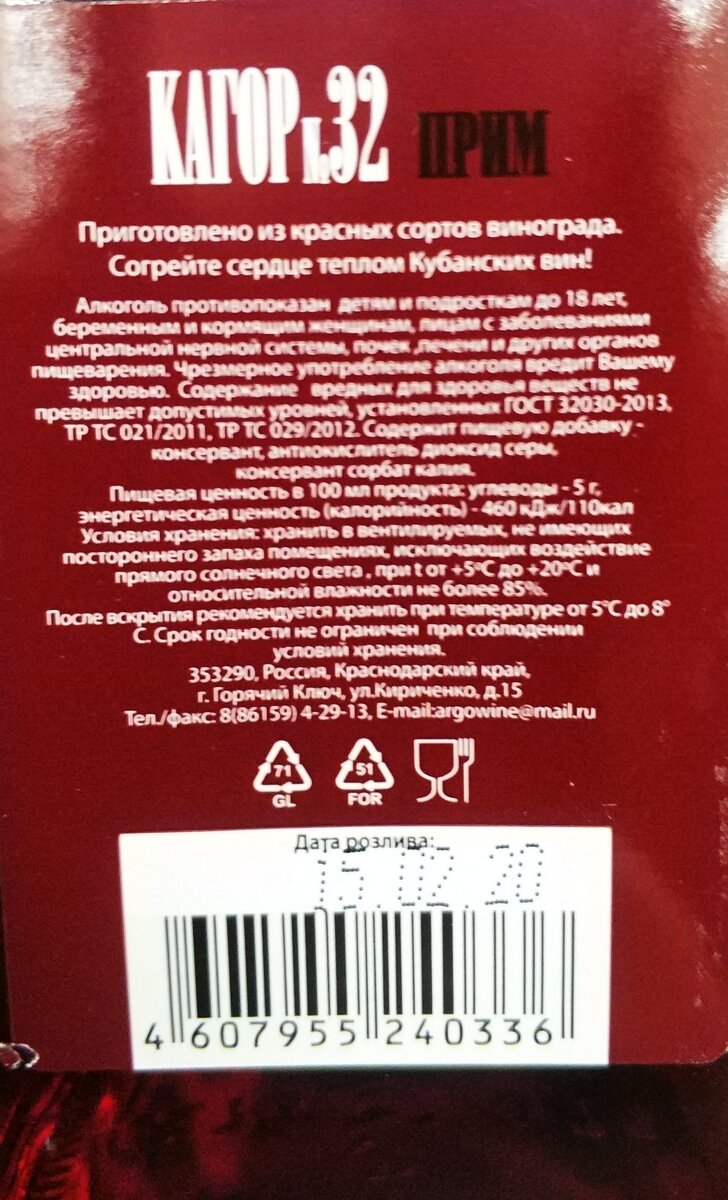 КАГОР №32 ПРИМ
Приготовлено из красных сортов винограда.
Согрейте сердце теплом Кубанских вин!
Алкоголь противопоказан детям и подросткам до 18 лет,
беременным и кормящим женщинам, лицам с заболеваниями
центральной нервной системы, почек ,печени и других органов
пищеварения. Чрезмерное употребление алкоголя вредит Вашему
здоровью. Содержание вредных для здоровья веществ не
превышает допустимых уровней, установленных ГОСТ 32030-2013,
ТР ТС 021/2011, ТР ТС 029/2012. Содержит пищевую добавку -
консервант, антиокислитель диоксид серы,
консервант сорбат калия.
Пищевая ценность в 100 мл продукта: углеводы - 5 г,
энергетическая ценность (калорийность) - 460 кДж/110кал
Условия хранения: хранить в вентилируемых, не имеющих
постороннего запаха помещениях, исключающих воздействие
прямого солнечного света , при t от +5°С до +20°С и
относительной влажности не более 85%.
После вскрытия рекомендуется хранить при температуре от 5°С до 8°
С. Срок годности не ограничен при соблюдении
условий хранения.
353290, Россия, Краснодарский край,
г. Горячий Ключ, ул.Кириченко, д.15
Тел./факс: 8(86159) 4-29-13, E-mail:argowine@mail.ru
71 51
GL FOR
Дата розлива:
15.02.20
4 607955 240336